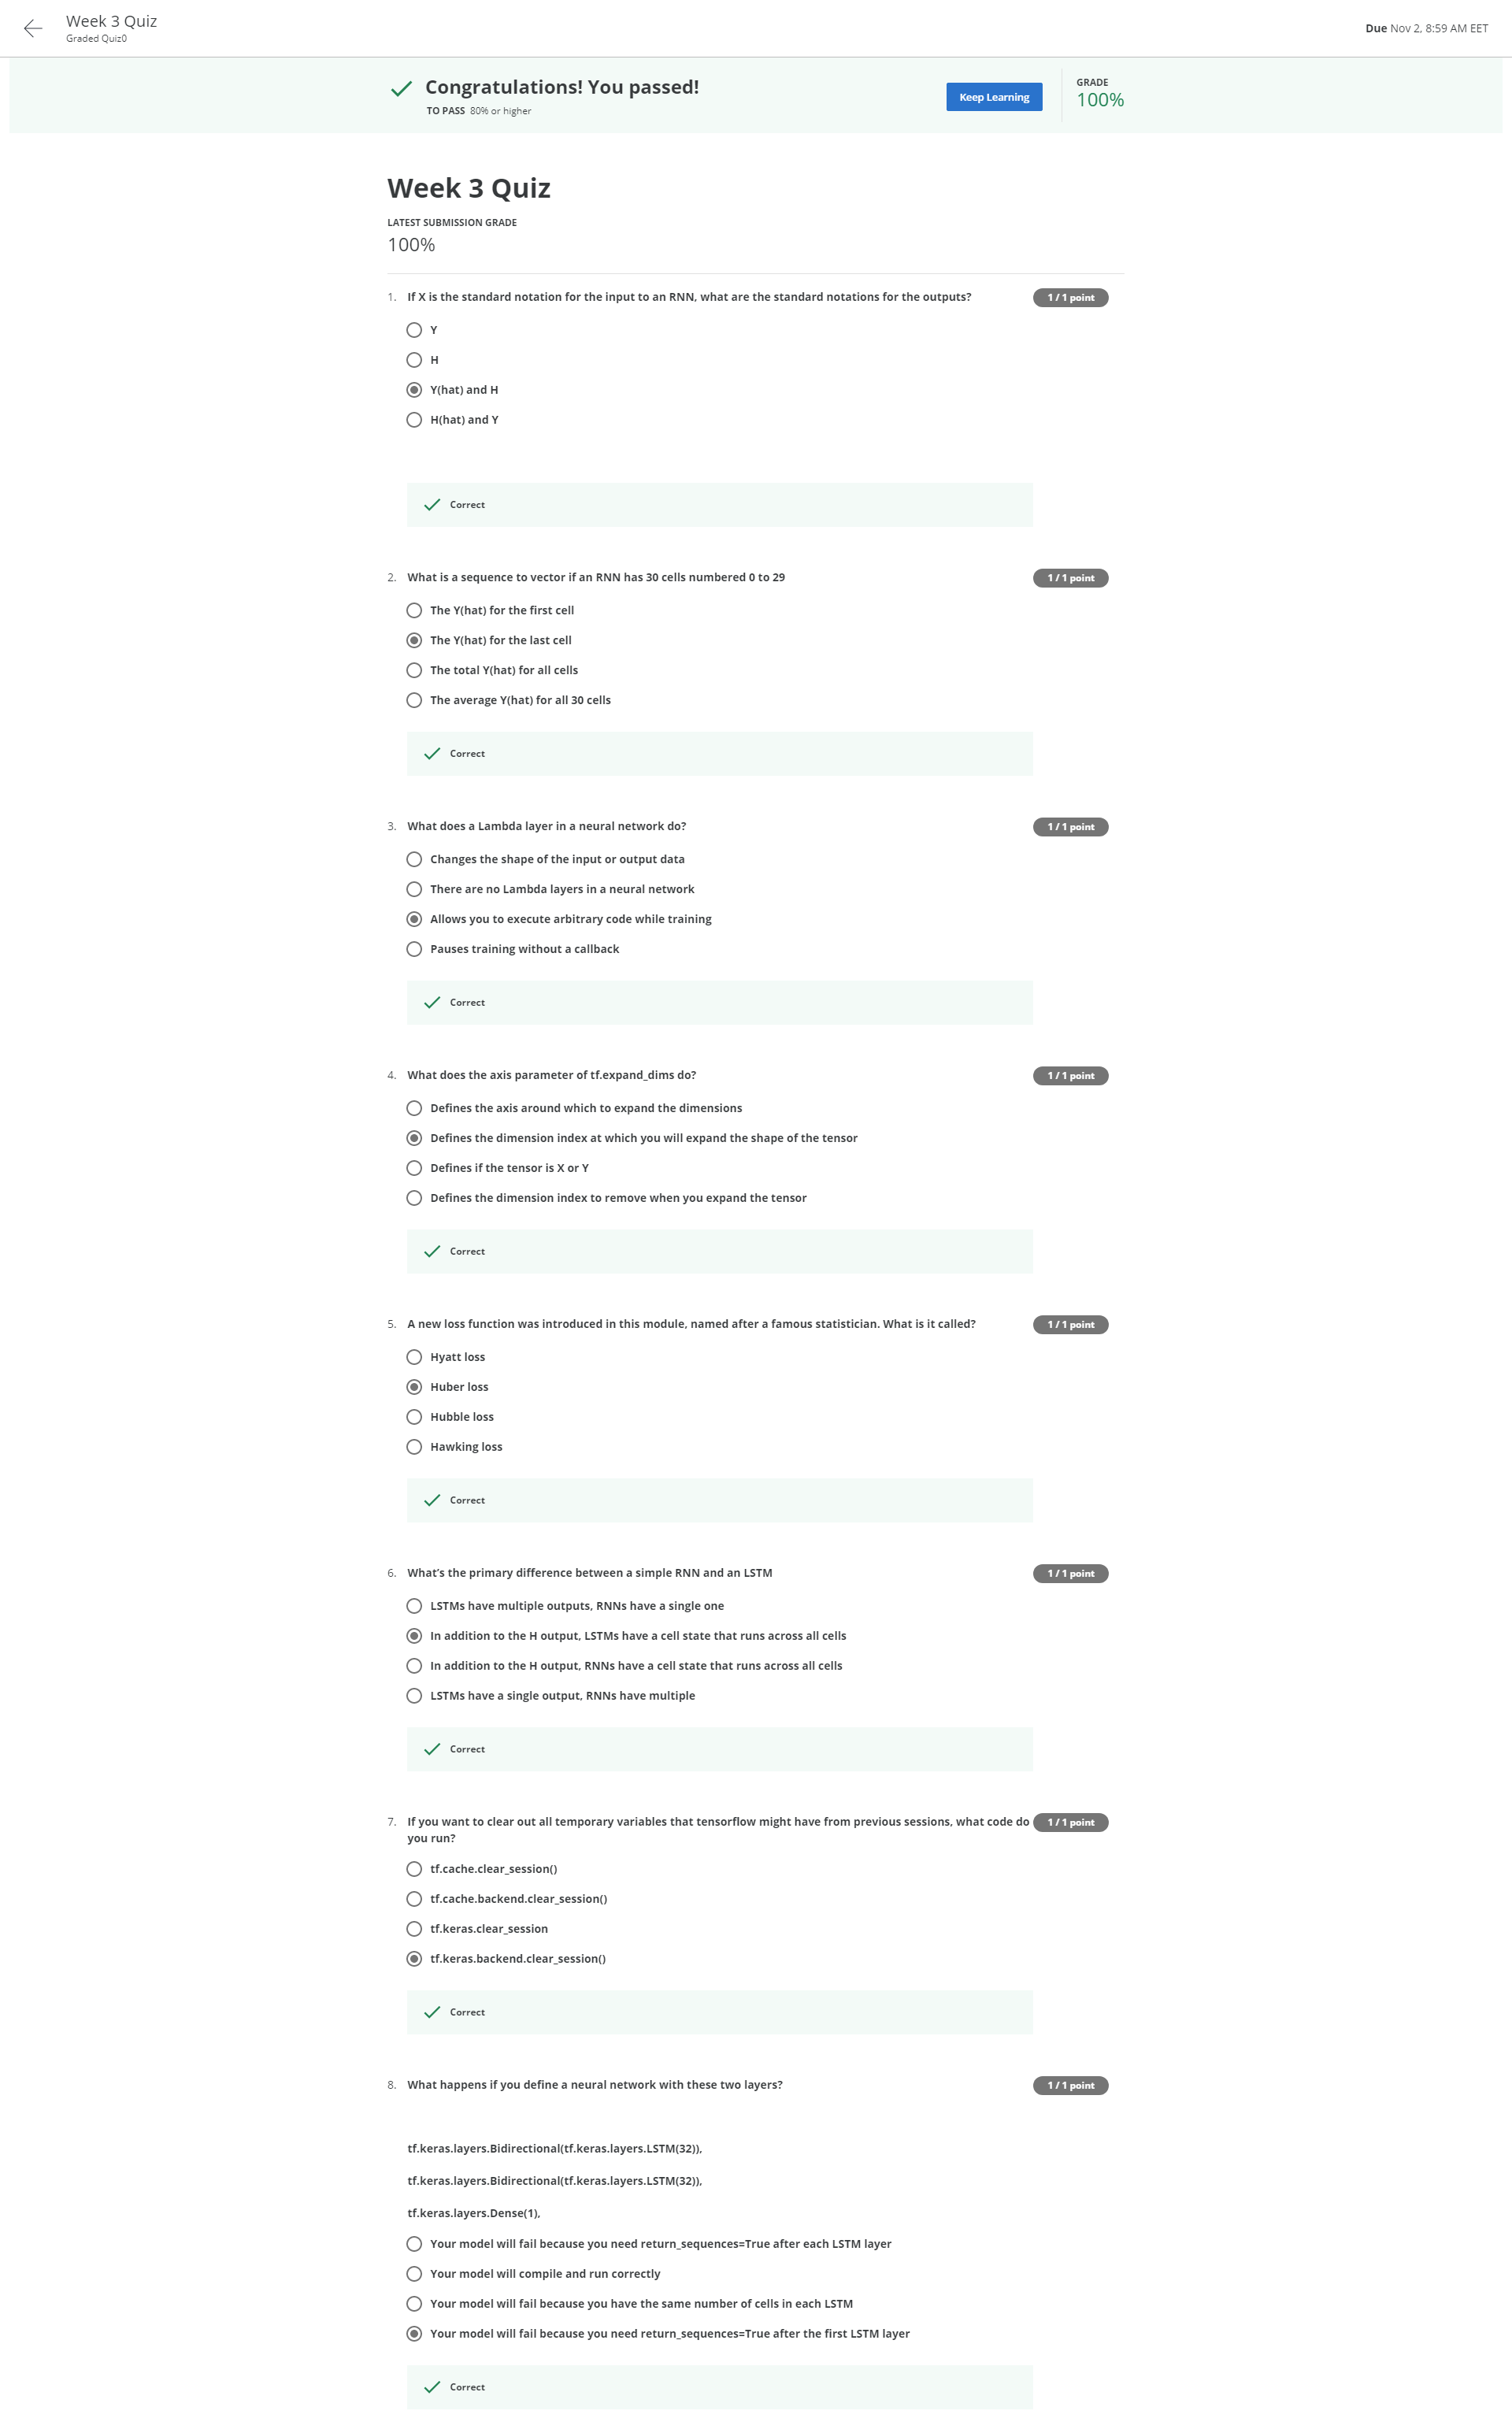 Week 3 Quiz
Graded Quiz0
Due Nov 2, 8:59 AM EET
Congratulations! You passed!
TO PASS 80% or higher
Keep Learning
GRADE
100%
Week 3 Quiz
LATEST SUBMISSION GRADE
100%
1. If X is the standard notation for the input to an RNN, what are the standard notations for the outputs?
1 / 1 point
Y
H
Y(hat) and H
H(hat) and Y
Correct
2. What is a sequence to vector if an RNN has 30 cells numbered 0 to 29
1 / 1 point
The Y(hat) for the first cell
The Y(hat) for the last cell
The total Y(hat) for all cells
The average Y(hat) for all 30 cells
Correct
3. What does a Lambda layer in a neural network do?
1 / 1 point
Changes the shape of the input or output data
There are no Lambda layers in a neural network
Allows you to execute arbitrary code while training
Pauses training without a callback
Correct
4. What does the axis parameter of tf.expand_dims do?
1 / 1 point
Defines the axis around which to expand the dimensions
Defines the dimension index at which you will expand the shape of the tensor
Defines if the tensor is X or Y
Defines the dimension index to remove when you expand the tensor
Correct
5. A new loss function was introduced in this module, named after a famous statistician. What is it called?
1 / 1 point
Hyatt loss
Huber loss
Hubble loss
Hawking loss
Correct
6. What’s the primary difference between a simple RNN and an LSTM
1 / 1 point
LSTMs have multiple outputs, RNNs have a single one
In addition to the H output, LSTMs have a cell state that runs across all cells
In addition to the H output, RNNs have a cell state that runs across all cells
LSTMs have a single output, RNNs have multiple
Correct
7. If you want to clear out all temporary variables that tensorflow might have from previous sessions, what code do
you run?
1 / 1 point
tf.cache.clear_session()
tf.cache.backend.clear_session()
tf.keras.clear_session
tf.keras.backend.clear_session()
Correct
8. What happens if you define a neural network with these two layers?
1 / 1 point
tf.keras.layers.Bidirectional(tf.keras.layers.LSTM(32)),
tf.keras.layers.Bidirectional(tf.keras.layers.LSTM(32)),
tf.keras.layers.Dense(1),
Your model will fail because you need return_sequences=True after each LSTM layer
Your model will compile and run correctly
Your model will fail because you have the same number of cells in each LSTM
Your model will fail because you need return_sequences=True after the first LSTM layer
Correct